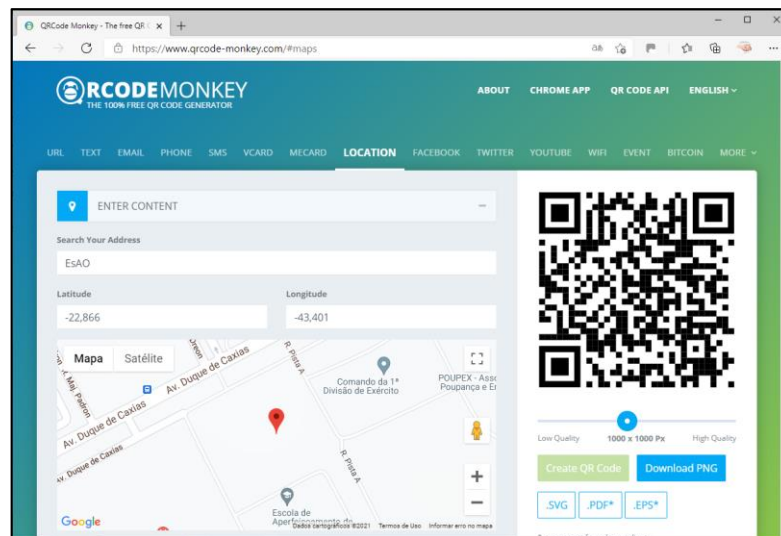 QRCode Monkey - The free QR C
https://www.qrcode-monkey.com/#maps
QRCODEMONKEY
THE 100% FREE QR CODE GENERATOR
ABOUT CHROME APP QR CODE API ENGLISH
URL TEXT EMAIL PHONE SMS VCARD MECARD LOCATION FACEBOOK TWITTER YOUTUBE WIFI EVENT BITCOIN MORE
ENTER CONTENT
Search Your Address
EsAO
Latitude Longitude
-22,866 -43,401
Mapa Satélite
R. Pista A
Av. Duque de Caxias
Comando da 1ª
Divisão de Exército
POUPEX - Asso
Poupança e E
Maj. Padron
Av. Duque de Caxias
Av. Duque de Caxias
R. Pista A
Escola de
Aperfeiçoamento de
Google
Dados cartográficos ©2021 Termos de Uso Informar erro no mapa
Low Quality 1000 x 1000 Px High Quality
Create QR Code Download PNG
.SVG .PDF* .EPS*